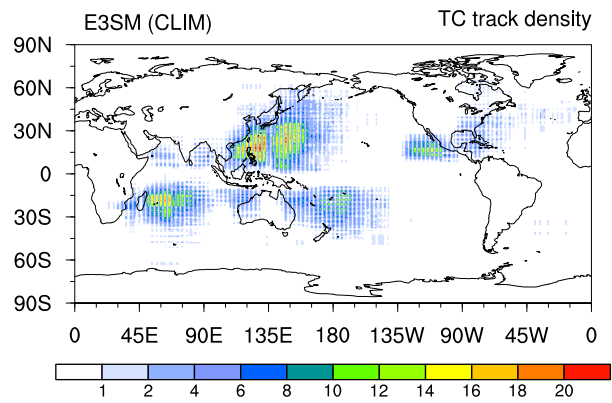 E3SM (CLIM) TC track density
90N
60N
30N
0
30S
60S
90S
0 45E 90E 135E 180 135W 90W 45W 0
1 2 4 6 8 10 12 14 16 18 20